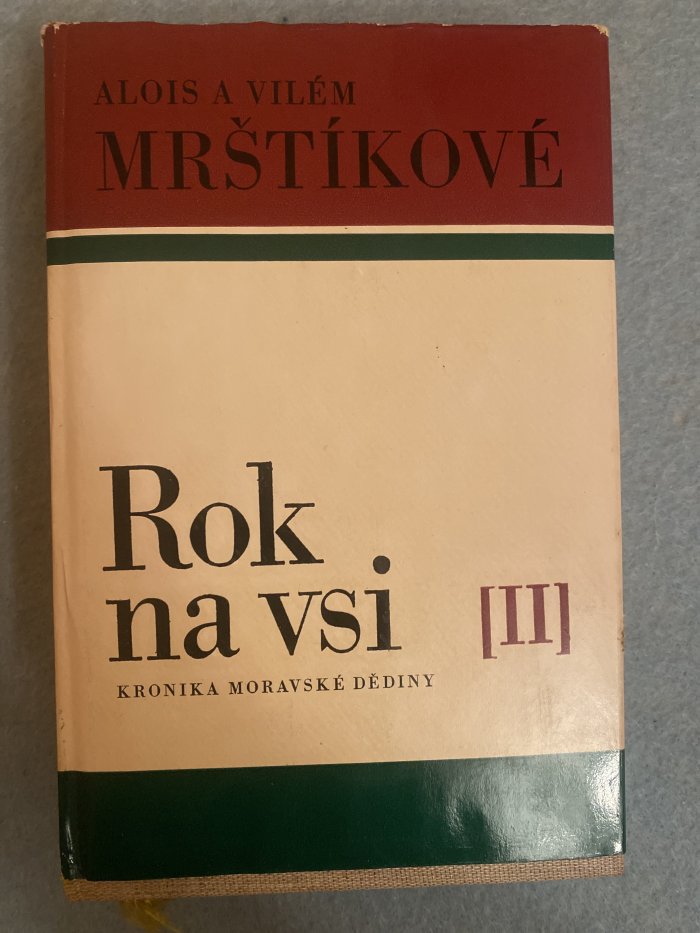 ALOIS A VILÉM
MRŠTÍKOVÉ
Rok
na vsi [II]
KRONIKA MORAVSKÉ DĚDINY